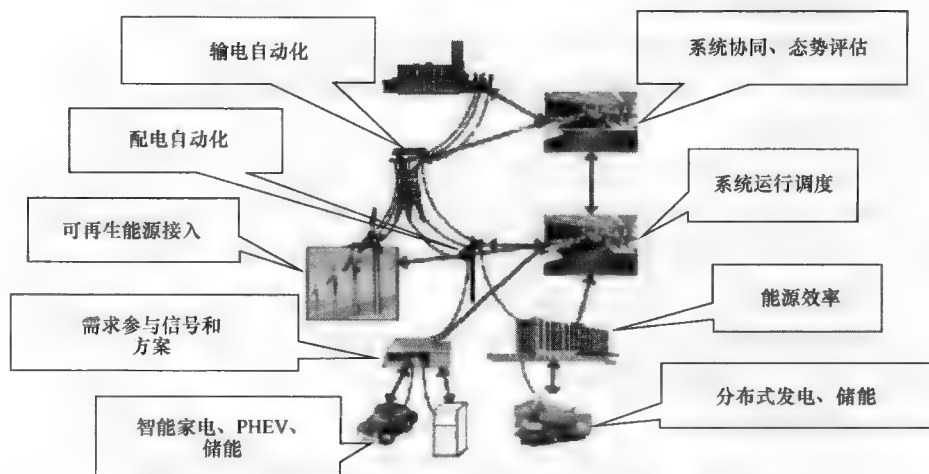 输电自动化
系统协同、态势评估
配电自动化
系统运行调度
可再生能源接入
能源效率
需求参与信号和
方案
分布式发电、储能
智能家电、PHEV、
储能